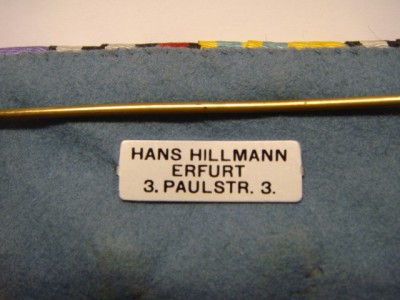 HANS HILLMANN
ERFURT
3. PAULSTR. 3.